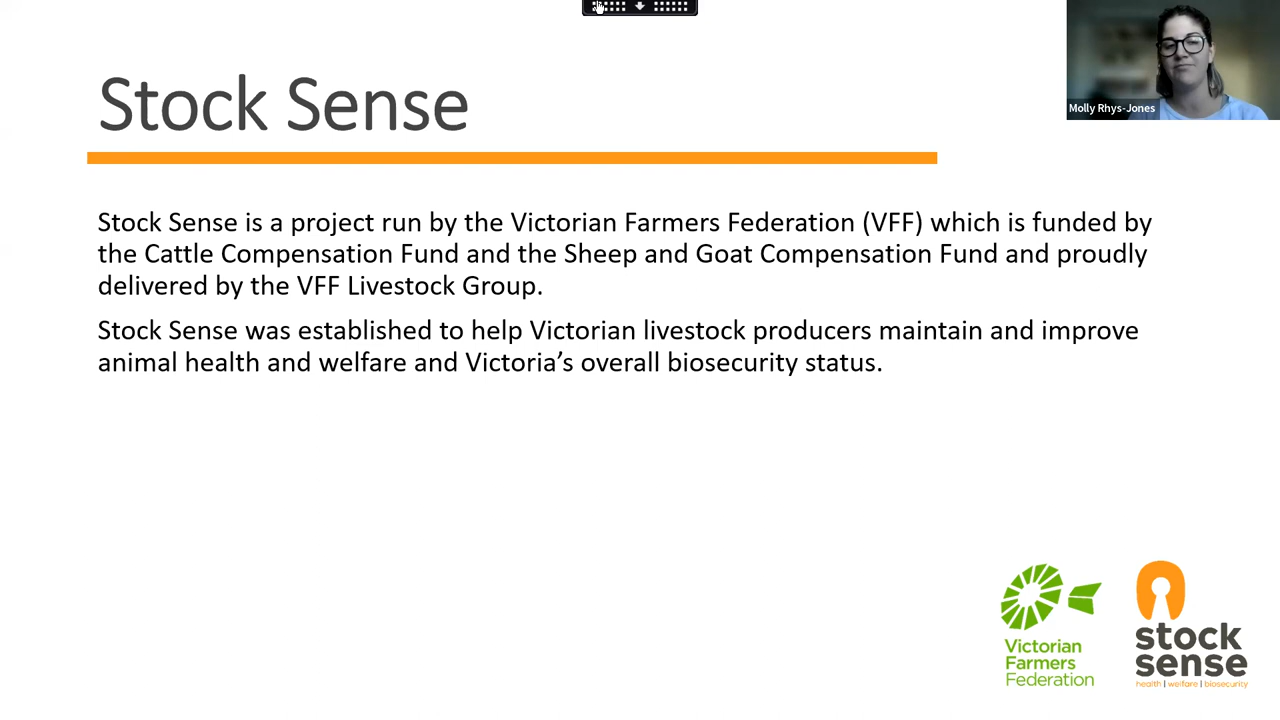 Stock Sense
Molly Rhys-Jones
Stock Sense is a project run by the Victorian Farmers Federation (VFF) which is funded by
the Cattle Compensation Fund and the Sheep and Goat Compensation Fund and proudly
delivered by the VFF Livestock Group.
Stock Sense was established to help Victorian livestock producers maintain and improve
animal health and welfare and Victoria’s overall biosecurity status.
Victorian
Farmers
Federation
stock
sense
health | welfare | biosecurity